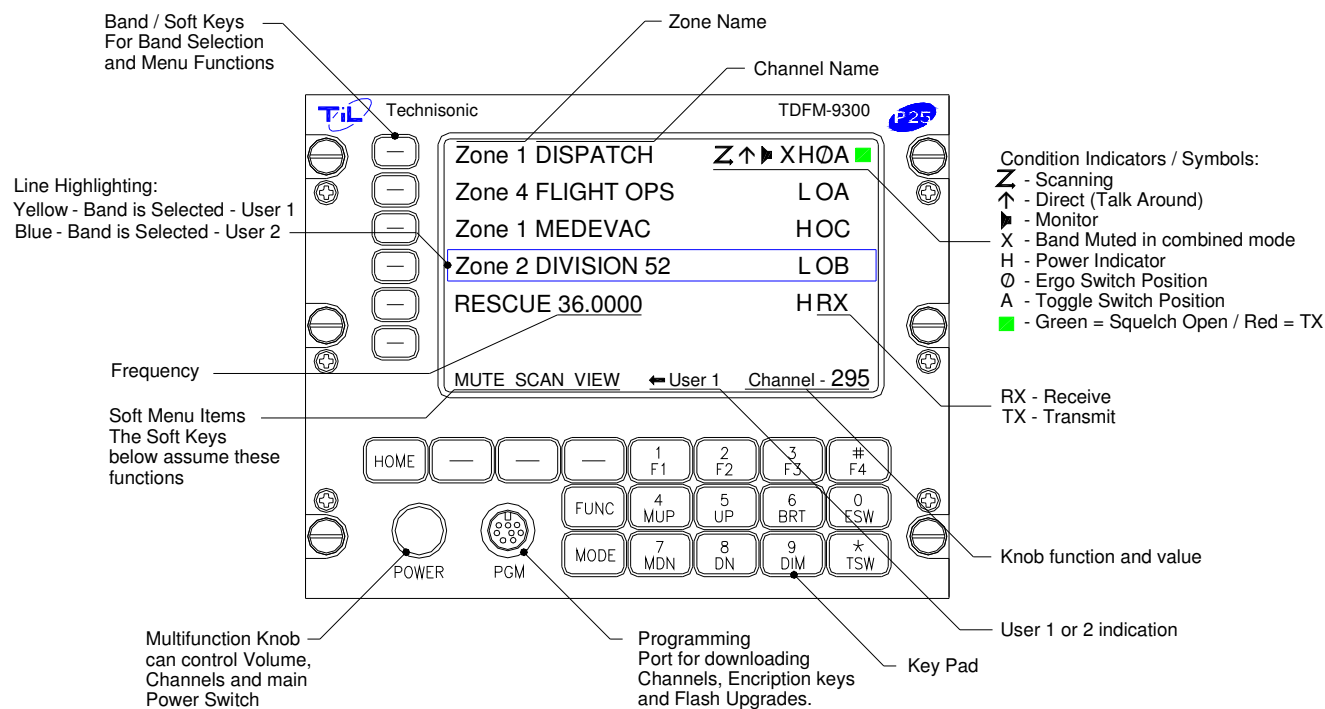 Band / Soft Keys
For Band Selection
and Menu Functions
Zone Name
Channel Name
TiL Technisonic TDFM-9300 P25
Line Highlighting:
Yellow - Band is Selected - User 1
Blue - Band is Selected - User 2
Zone 1 DISPATCH Z↑ XHØA
Zone 4 FLIGHT OPS LOA
Zone 1 MEDEVAC HOC
Zone 2 DIVISION 52 LOB
RESCUE 36.0000 HRX
MUTE SCAN VIEW ←User 1 Channel - 295
Condition Indicators / Symbols:
Z - Scanning
↑ - Direct (Talk Around)
- Monitor
X - Band Muted in combined mode
H - Power Indicator
Ø - Ergo Switch Position
A - Toggle Switch Position
- Green = Squelch Open / Red = TX
Frequency
Soft Menu Items
The Soft Keys
below assume these
functions
RX - Receive
TX - Transmit
HOME — — — 1 F1 2 F2 3 F3 # F4
FUNC 4 MUP 5 UP 6 BRT 0 ESW
MODE 7 MDN 8 DN 9 DIM * TSW
POWER PGM
Knob function and value
User 1 or 2 indication
Key Pad
Multifunction Knob
can control Volume,
Channels and main
Power Switch
Programming
Port for downloading
Channels, Encription keys
and Flash Upgrades.